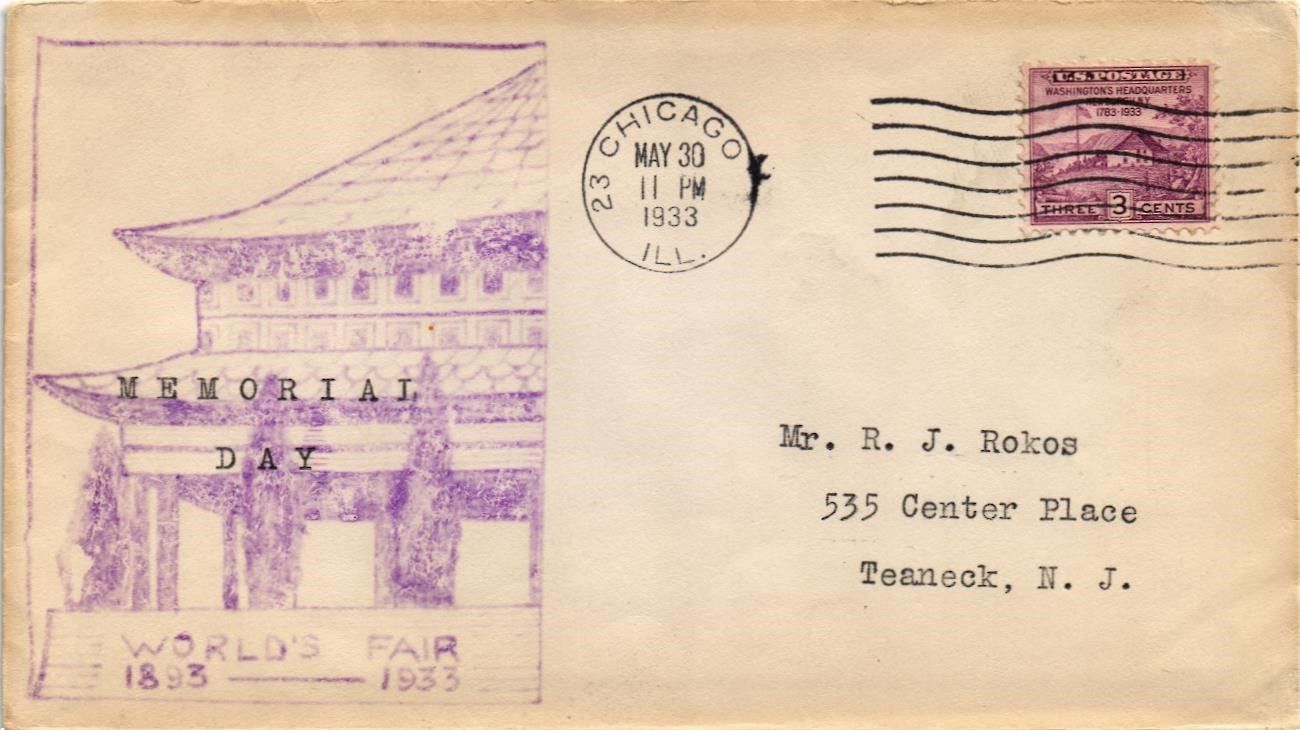 MEMORIAL
DAY
WORLD'S FAIR
1893 — 1933
23 CHICAGO
MAY 30
11 PM
1933
ILL.
U.S. POSTAGE
WASHINGTON'S HEADQUARTERS
1783-1933
THREE 3 CENTS
Mr. R. J. Rokos
535 Center Place
Teaneck, N. J.